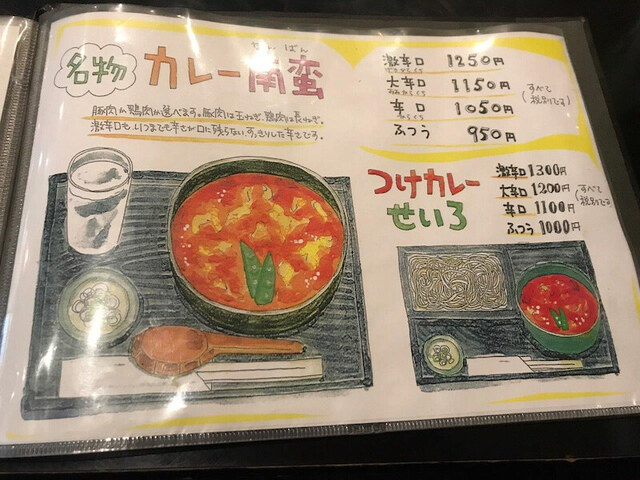 名物
カレー南蛮
なんばん
豚肉か鶏肉か選べます。豚肉は玉ねぎ、鶏肉は長ねぎ。
激辛口も、いつまでも辛さが口に残らない、すっきりした辛さです。
激辛口 1250円
大辛口 1150円
辛口 1050円
ふつう 950円
(すべて税別です)
つけカレー
せいろ
激辛口 1300円
大辛口 1200円
辛口 1100円
ふつう 1000円
(すべて税別です